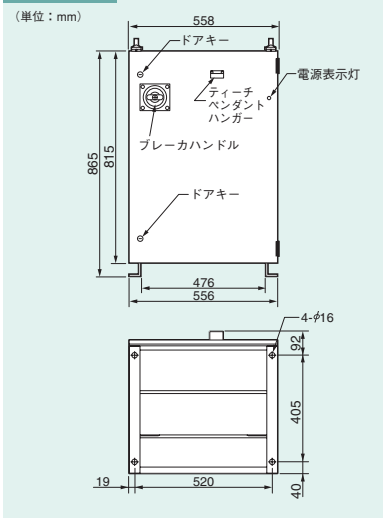 （単位：mm）
558
ドアキー
電源表示灯
ティーチ
ペンダント
ハンガー
ブレーカハンドル
865
815
ドアキー
476
556
4-φ16
92
405
19
520
40